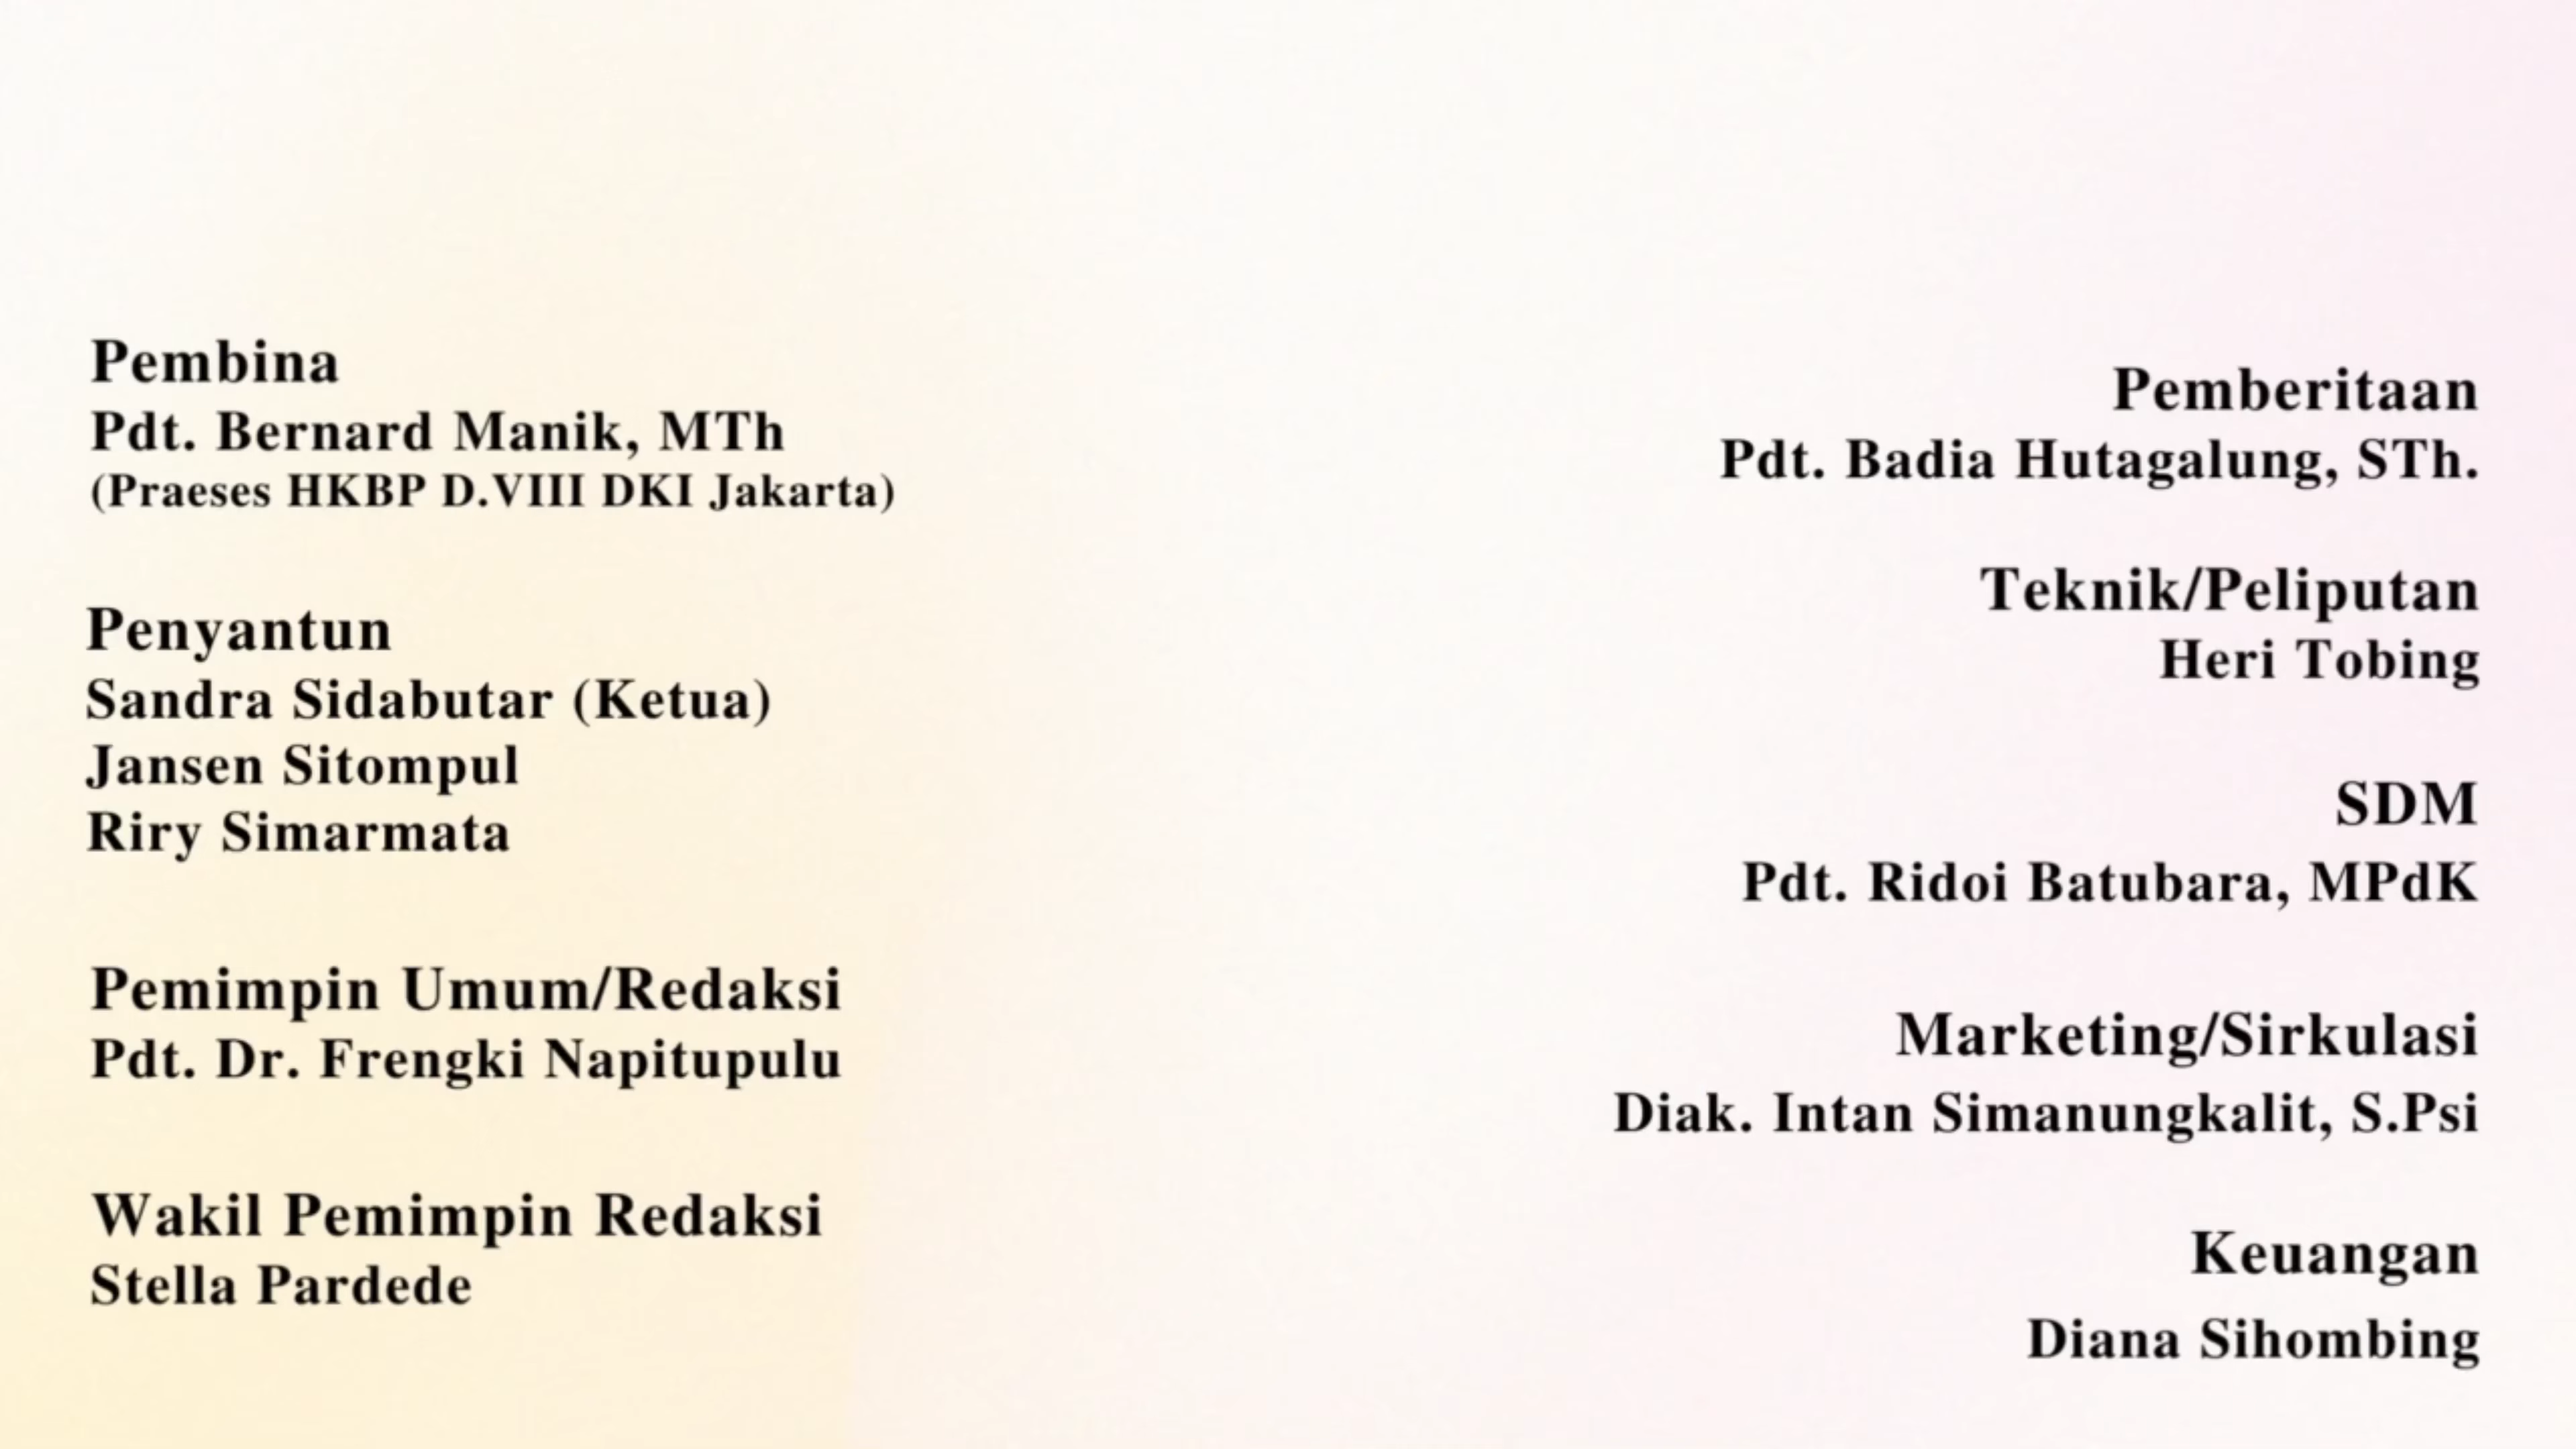 Pembina
Pdt. Bernard Manik, MTh
(Praeses HKBP D.VIII DKI Jakarta)
Penyantun
Sandra Sidabutar (Ketua)
Jansen Sitompul
Riry Simarmata
Pemimpin Umum/Redaksi
Pdt. Dr. Frengki Napitupulu
Wakil Pemimpin Redaksi
Stella Pardede
Pemberitaan
Pdt. Badia Hutagalung, STh.
Teknik/Peliputan
Heri Tobing
SDM
Pdt. Ridoi Batubara, MPdK
Marketing/Sirkulasi
Diak. Intan Simanungkalit, S.Psi
Keuangan
Diana Sihombing